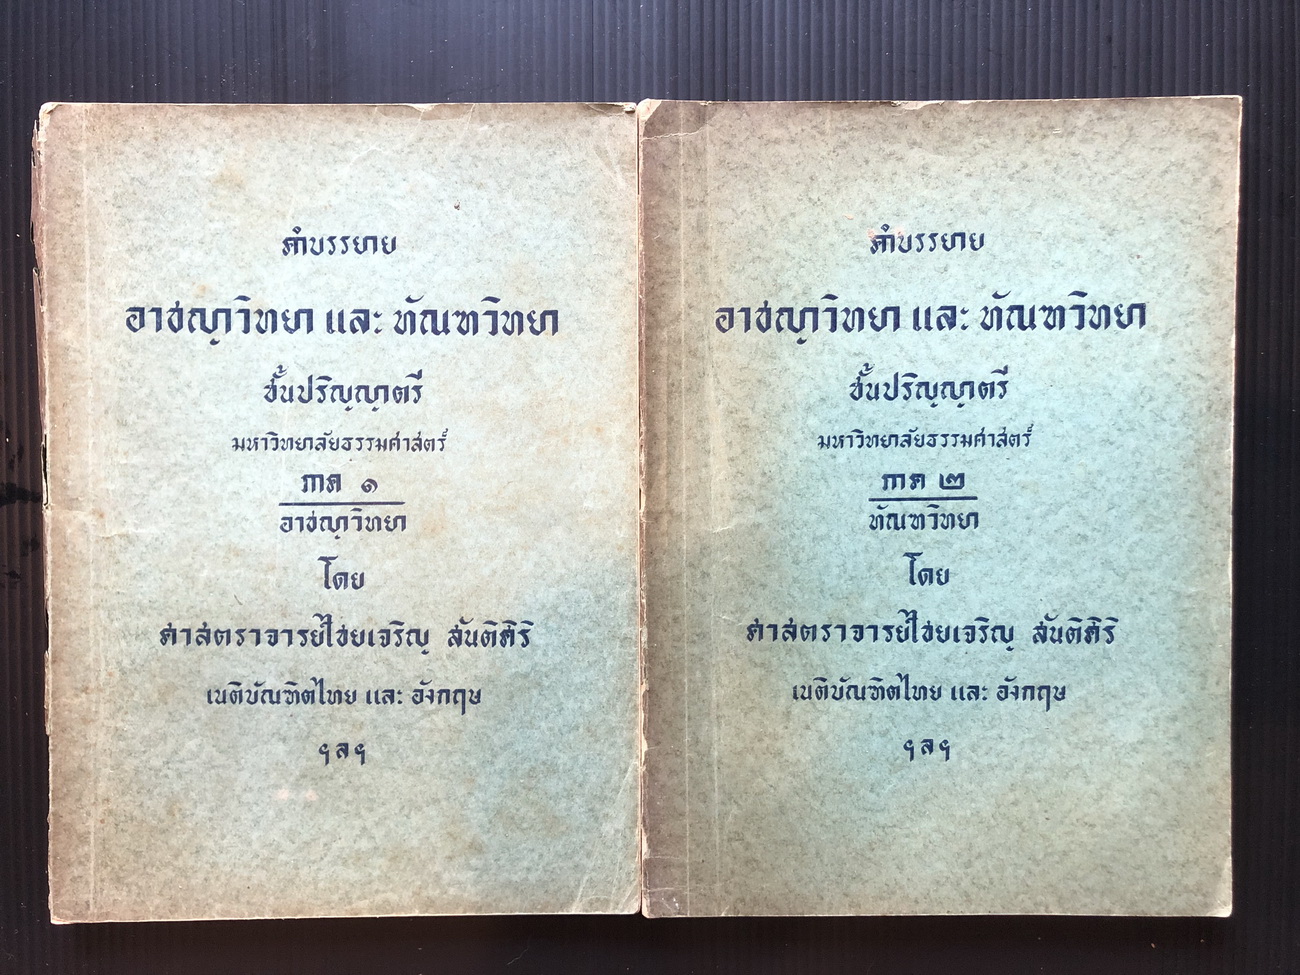 คำบรรยาย
อาชญาวิทยา และ ทัณฑวิทยา
ชั้นปริญญาตรี
มหาวิทยาลัยธรรมศาสตร์
ภาค ๑
อาชญาวิทยา
โดย
ศาสตราจารย์ไชยเจริญ สันติศิริ
เนติบัณฑิตไทย และ อังกฤษ
ฯลฯ
คำบรรยาย
อาชญาวิทยา และ ทัณฑวิทยา
ชั้นปริญญาตรี
มหาวิทยาลัยธรรมศาสตร์
ภาค ๒
ทัณฑวิทยา
โดย
ศาสตราจารย์ไชยเจริญ สันติศิริ
เนติบัณฑิตไทย และ อังกฤษ
ฯลฯ